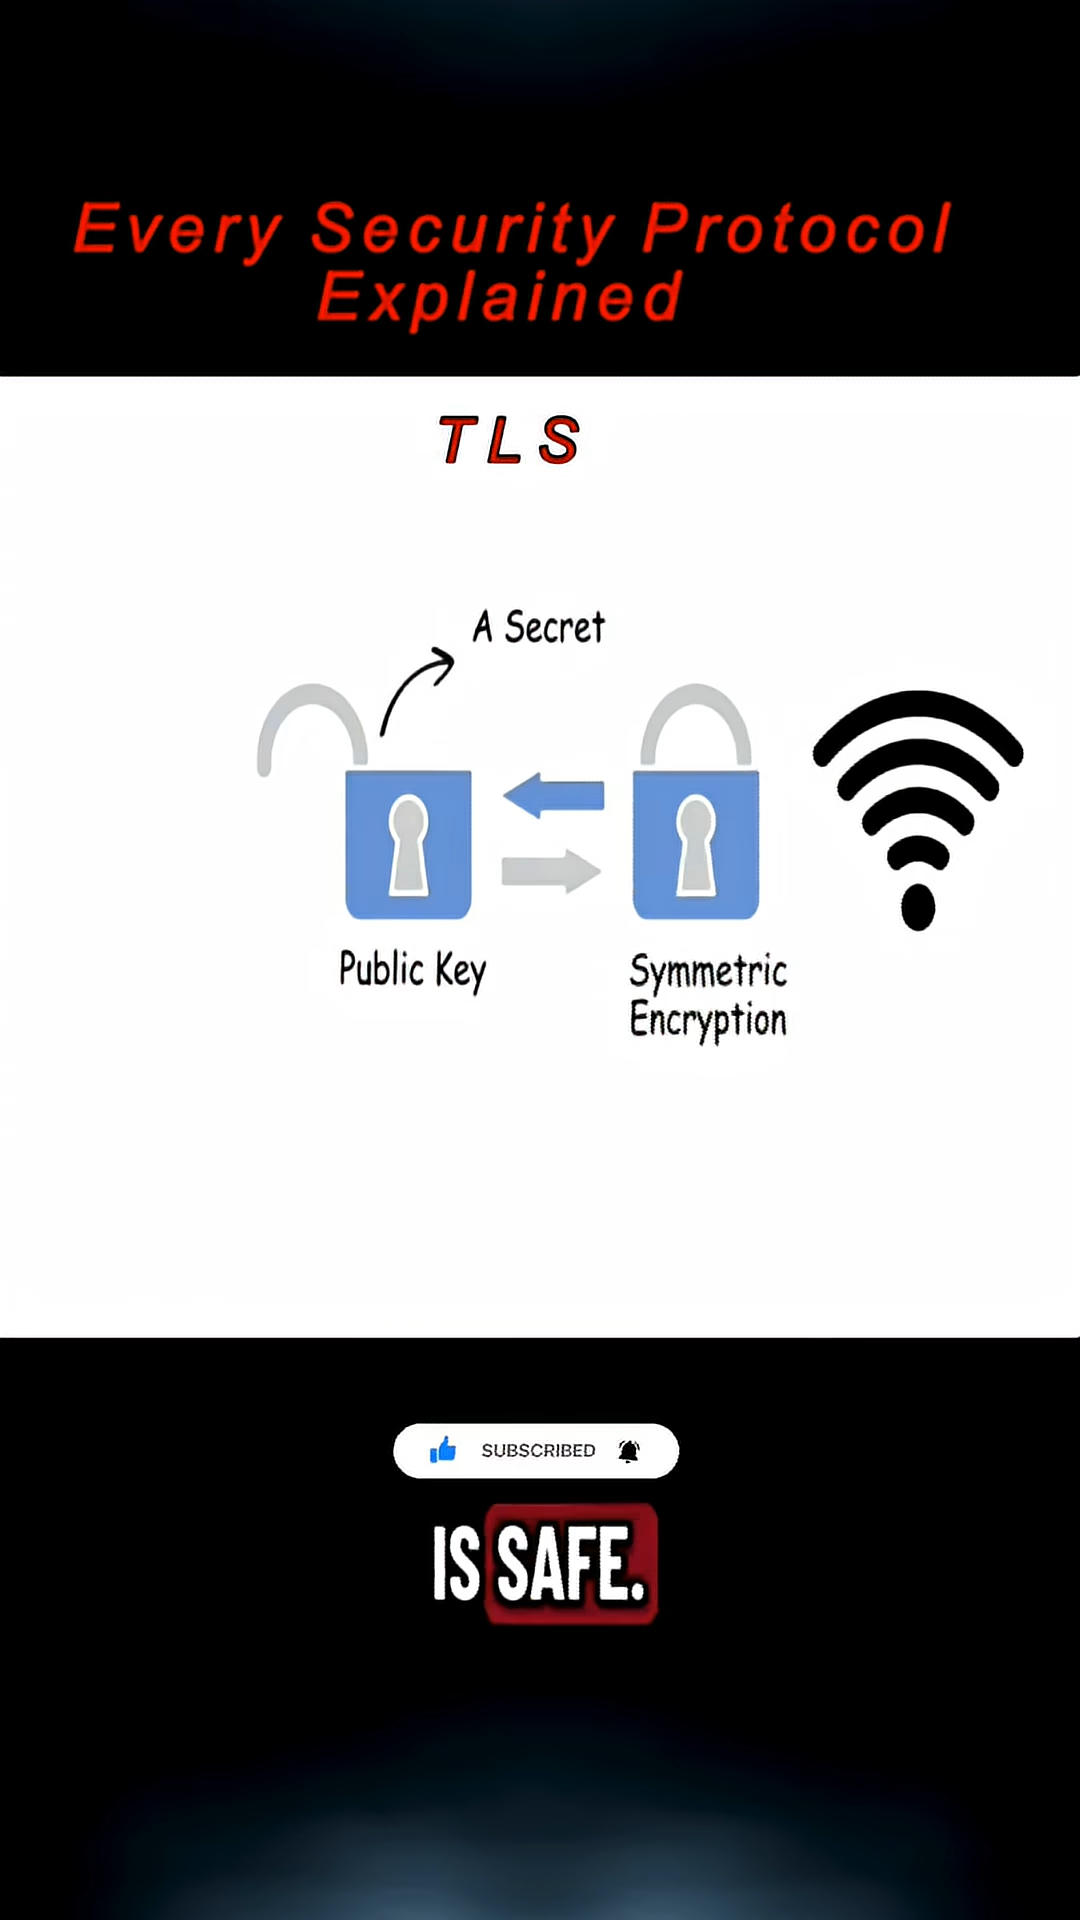 Every Security Protocol
Explained
TLS
A Secret
Public Key
Symmetric
Encryption
SUBSCRIBED
IS SAFE.